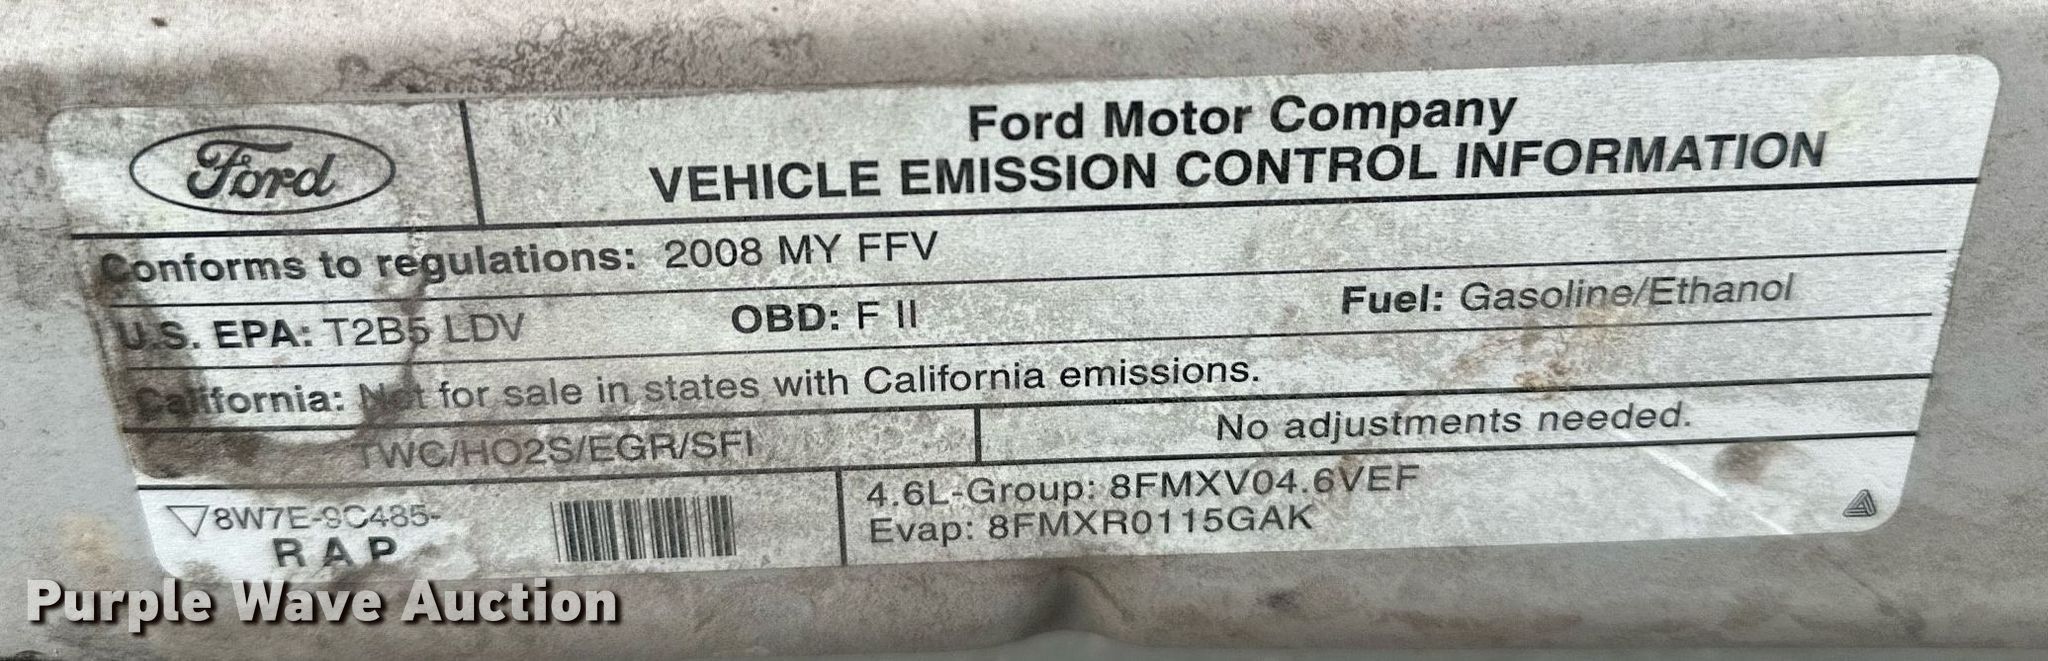 Ford
Ford Motor Company
VEHICLE EMISSION CONTROL INFORMATION
Conforms to regulations: 2008 MY FFV
U.S. EPA: T2B5 LDV OBD: F II Fuel: Gasoline/Ethanol
California: Not for sale in states with California emissions.
TWC/HO2S/EGR/SFI No adjustments needed.
8W7E-9C485-
RAP
4.6L-Group: 8FMXV04.6VEF
Evap: 8FMXR0115GAK
Purple Wave Auction